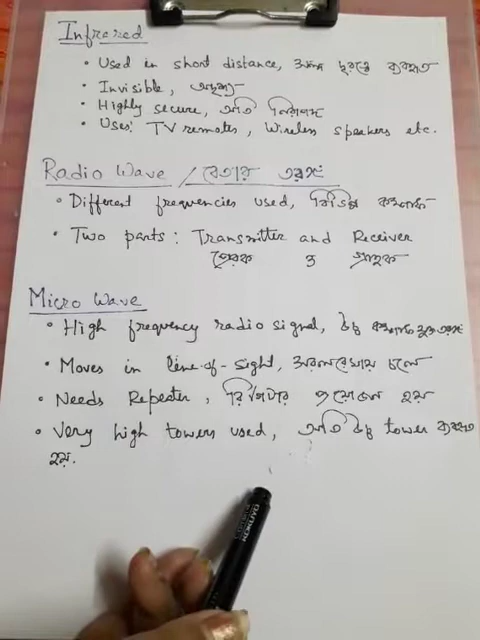 Infrared
• Used in short distance, অল্প দূরত্বে ব্যবহৃত
• Invisible, অদৃশ্য
• Highly secure, অতি নিরাপদ
• Uses: TV remotes, Wireless speakers etc.
Radio Wave / বেতার তরঙ্গ
• Different frequencies used, বিভিন্ন কম্পাঙ্ক
• Two parts: Transmitter and Receiver
প্রেরক ও গ্রাহক
Micro Wave
• High frequency radio signal, উচ্চ কম্পাঙ্ক যুক্ত তরঙ্গ
• Moves in line-of-sight, সরলরেখায় চলে
• Needs Repeater, রিপিটার প্রয়োজন হয়
• Very high towers used, অতি উচ্চ tower ব্যবহৃত
হয়.
KOKUYO